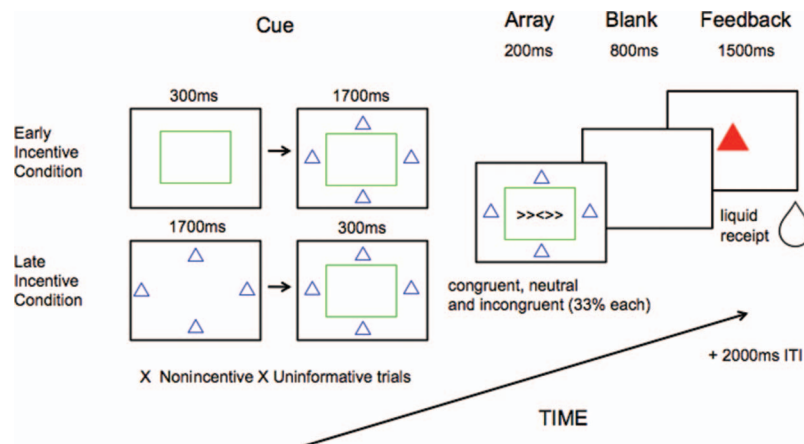 Cue
Array
Blank
Feedback
200ms
800ms
1500ms
300ms
1700ms
Early
Incentive
Condition
1700ms
300ms
Late
Incentive
Condition
>><>>
liquid
receipt
congruent, neutral
and incongruent (33% each)
+ 2000ms ITI
X Nonincentive X Uninformative trials
TIME